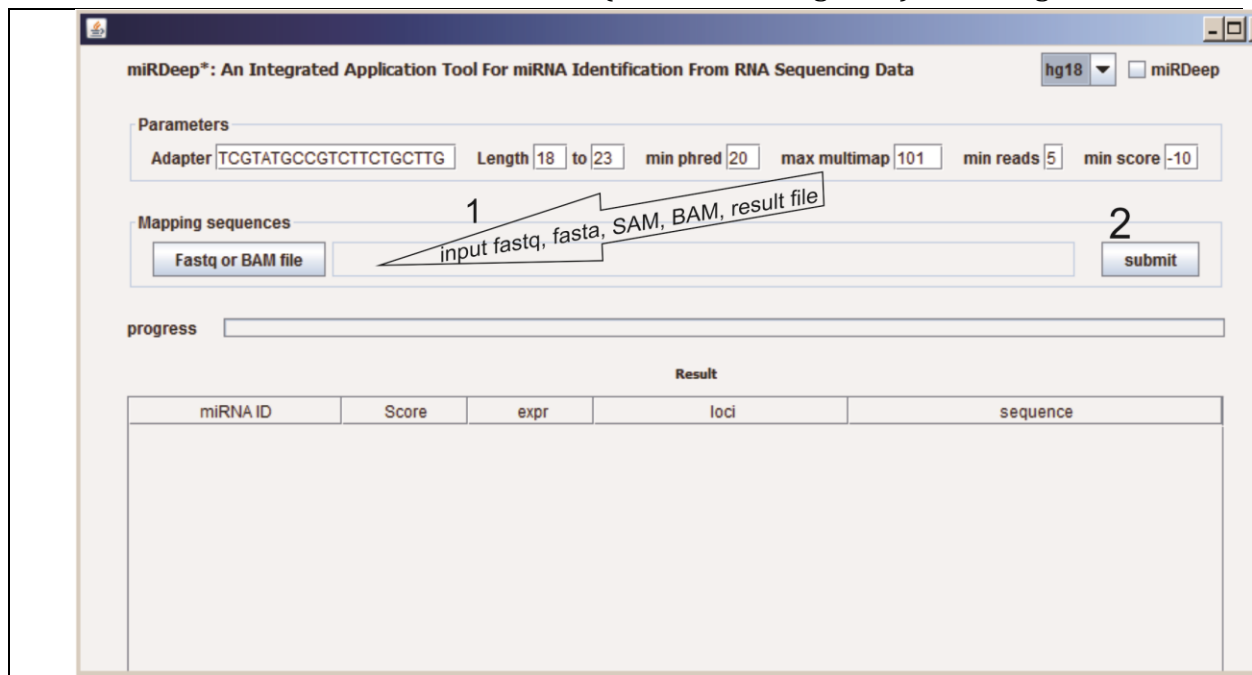 miRDeep*: An Integrated Application Tool For miRNA Identification From RNA Sequencing Data hg18 miRDeep
Parameters
Adapter TCGTATGCCGTCTTCTGCTTG Length 18 to 23 min phred 20 max multimap 101 min reads 5 min score -10
1
input fastq, fasta, SAM, BAM, result file
2
Mapping sequences
Fastq or BAM file submit
progress
Result
miRNA ID Score expr loci sequence